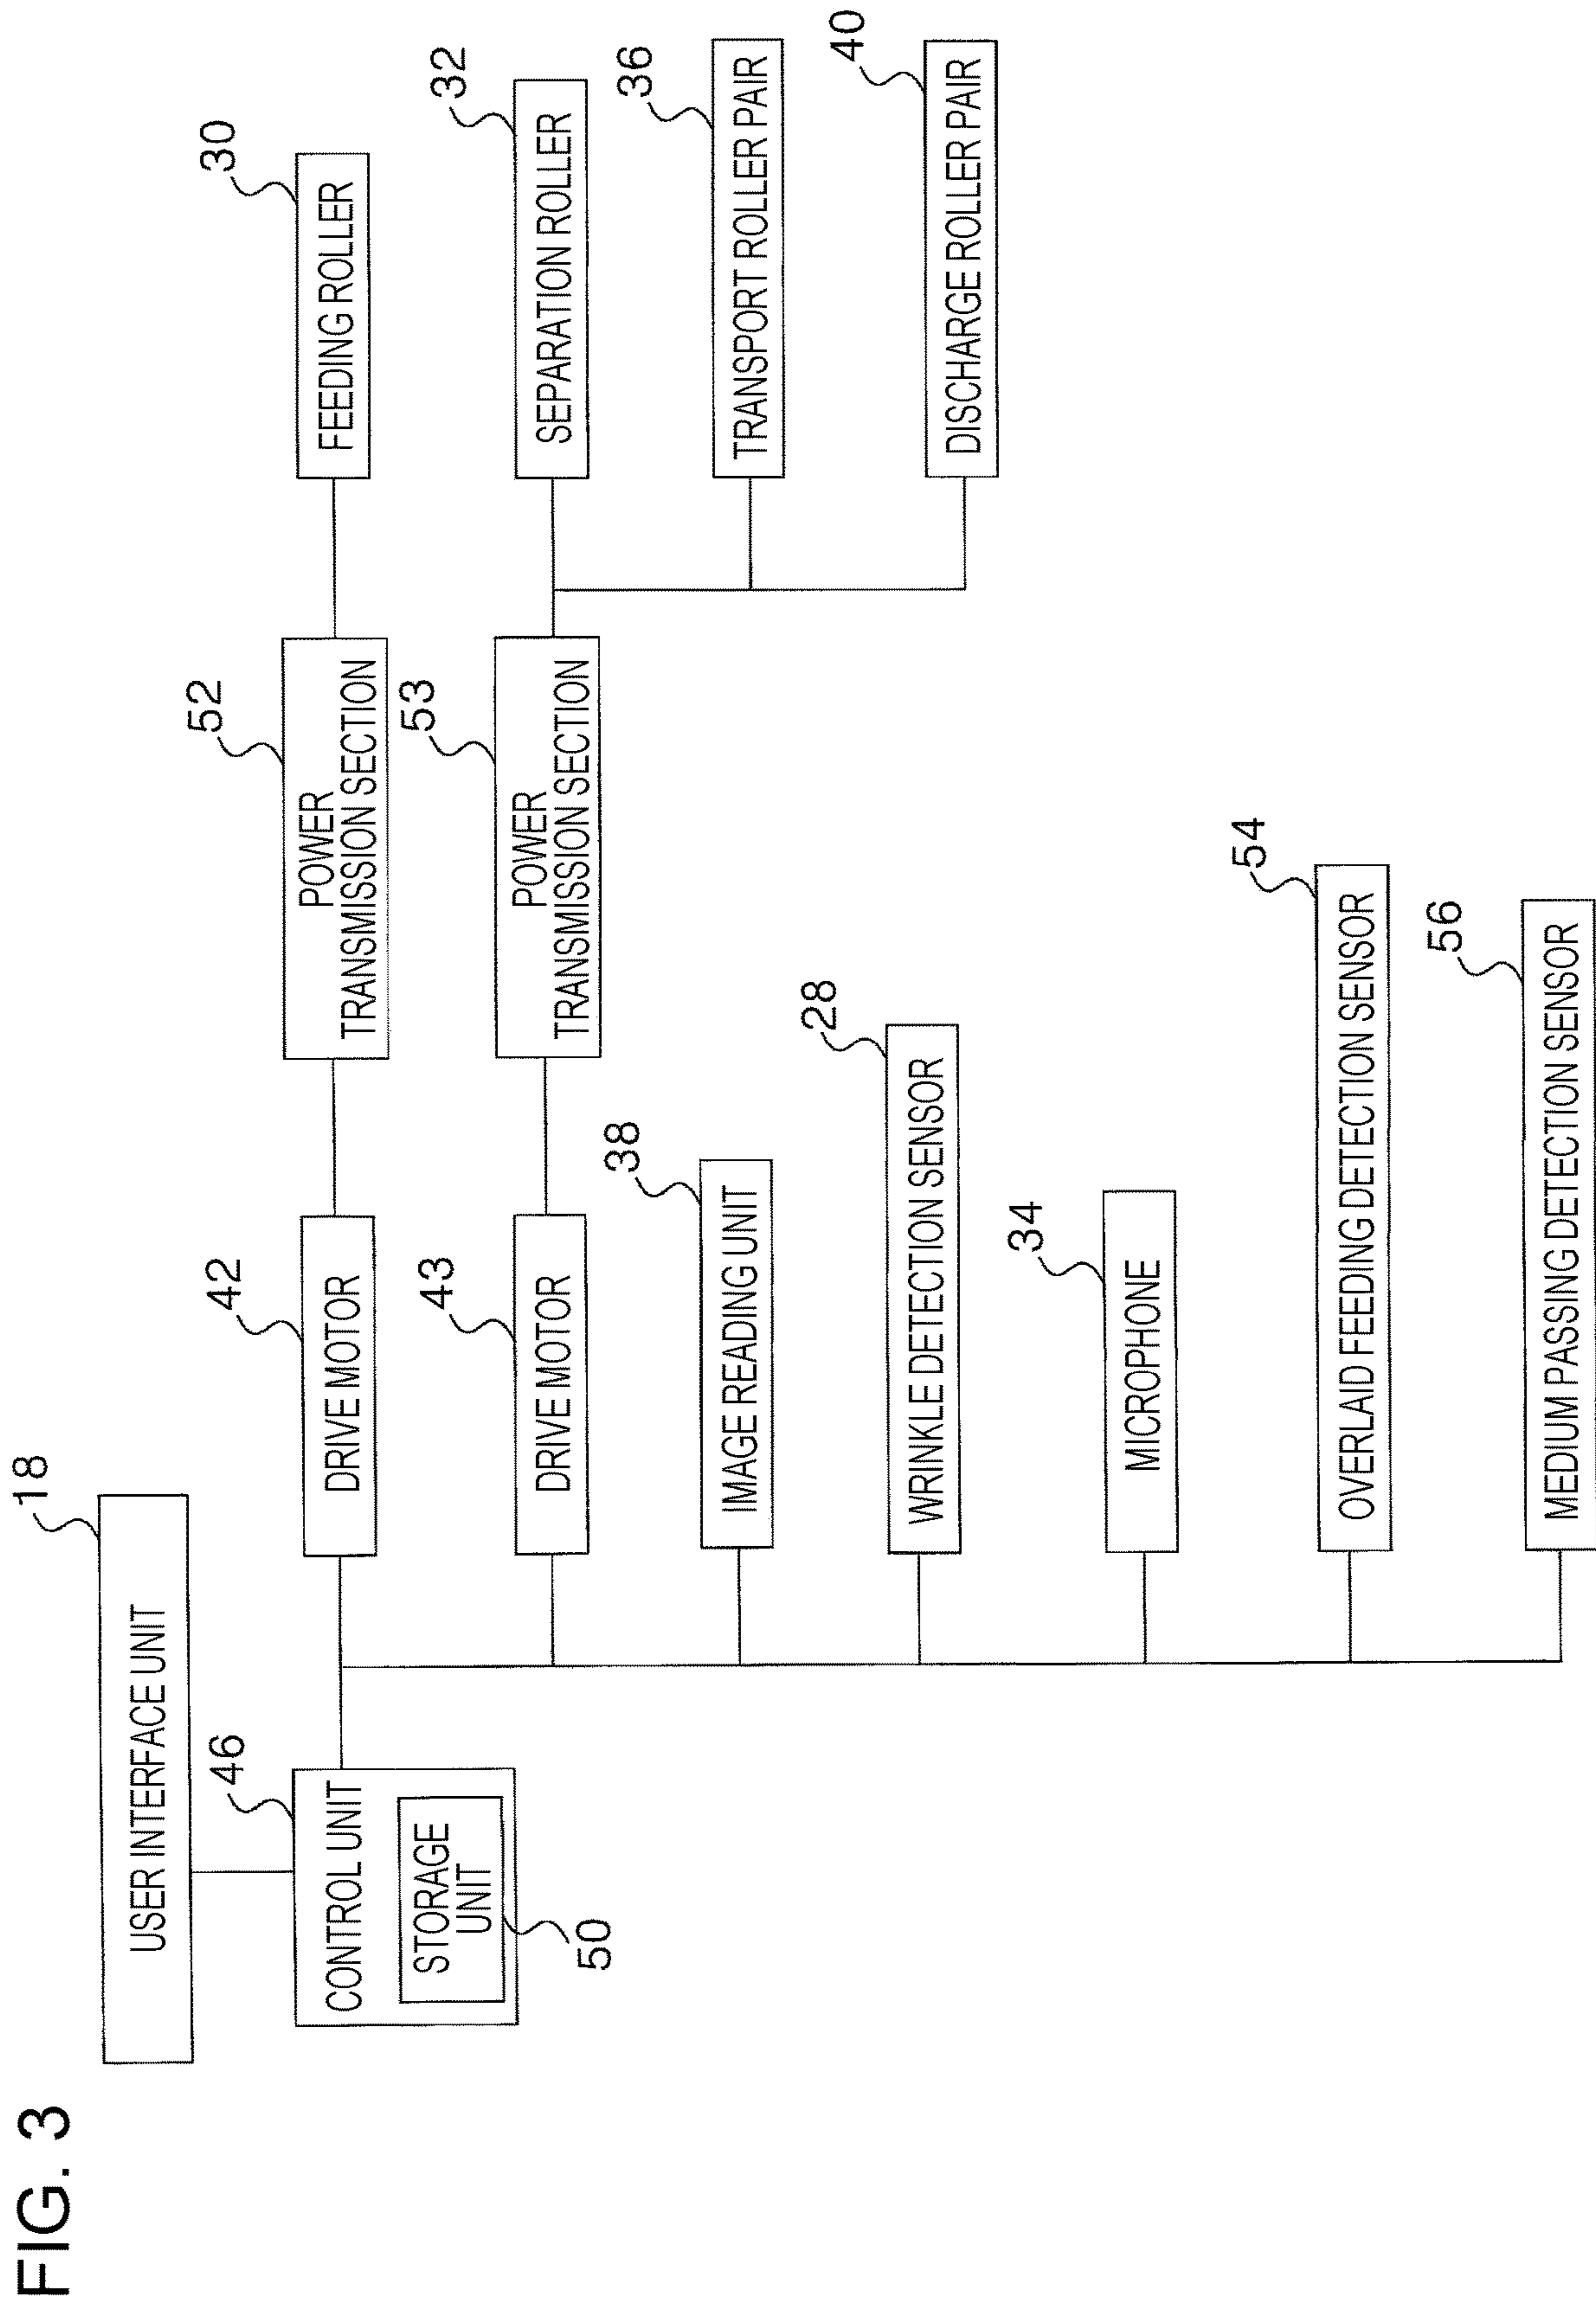 FIG. 3
18
USER INTERFACE UNIT
46
CONTROL UNIT
STORAGE
UNIT
50
42
DRIVE MOTOR
52
POWER
TRANSMISSION SECTION
30
FEEDING ROLLER
43
DRIVE MOTOR
53
POWER
TRANSMISSION SECTION
32
SEPARATION ROLLER
36
TRANSPORT ROLLER PAIR
40
DISCHARGE ROLLER PAIR
38
IMAGE READING UNIT
28
WRINKLE DETECTION SENSOR
34
MICROPHONE
54
OVERLAID FEEDING DETECTION SENSOR
56
MEDIUM PASSING DETECTION SENSOR